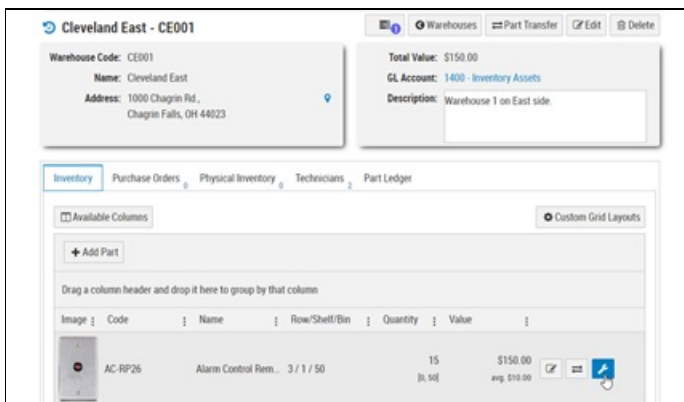 Cleveland East - CE001
1 Warehouses Part Transfer Edit Delete
Warehouse Code: CE001
Name: Cleveland East
Address: 1000 Chagrin Rd.,
Chagrin Falls, OH 44023
Total Value: $150.00
GL Account: 1400 - Inventory Assets
Description: Warehouse 1 on East side.
Inventory Purchase Orders 0 Physical Inventory 0 Technicians 2 Part Ledger
Available Columns Custom Grid Layouts
+ Add Part
Drag a column header and drop it here to group by that column
Image Code Name Row/Shelf/Bin Quantity Value
AC-RP26 Alarm Control Rem... 3 / 1 / 50 15 $150.00
[0, 50] avg. $10.00